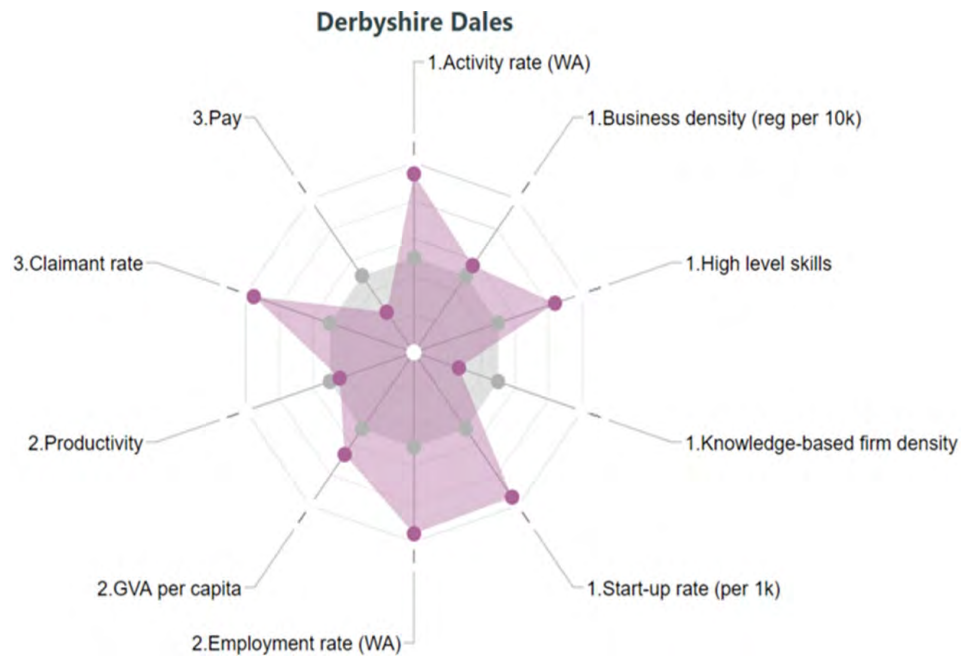 Derbyshire Dales
1.Activity rate (WA)
3.Pay
1.Business density (reg per 10k)
3.Claimant rate
1.High level skills
2.Productivity
1.Knowledge-based firm density
2.GVA per capita
1.Start-up rate (per 1k)
2.Employment rate (WA)